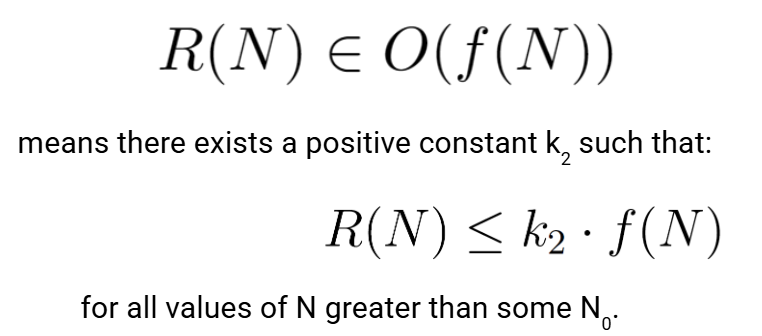 R(N) ∈ O(f(N))
means there exists a positive constant k₂ such that:
R(N) ≤ k₂ · f(N)
for all values of N greater than some N₀.